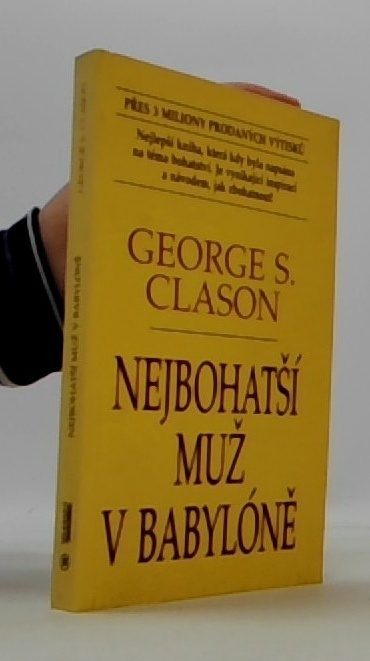 PŘES 3 MILIONY PRODANÝCH VÝTISKŮ
Nejlepší kniha, která kdy byla napsána
na téma bohatství. Je vynikající inspirací
a návodem, jak zbohatnout!
GEORGE S.
CLASON
NEJBOHATŠÍ
MUŽ
V BABYLÓNĚ
NEJBOHATŠÍ MUŽ V BABYLÓNĚ